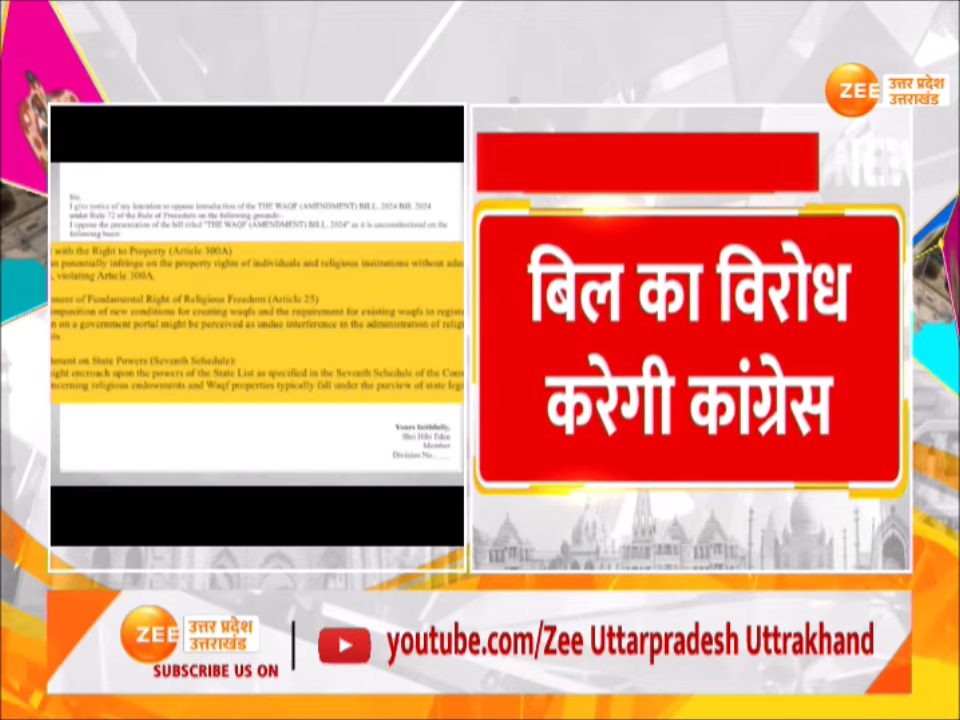 ZEE उत्तर प्रदेश
उत्तराखंड
Sir,
I give notice of my intention to oppose introduction of the THE WAQF (AMENDMENT) BILL, 2024 Bill, 2024
under Rule 72 of the Rule of Procedure on the following grounds:-
I oppose the presentation of the bill titled "THE WAQF (AMENDMENT) BILL, 2024" as it is unconstitutional on the
following basis:
with the Right to Property (Article 300A)
potentially infringe on the property rights of individuals and religious institutions without
, violating Article 300A.
of Fundamental Right of Religious Freedom (Article 25)
of new conditions for creating waqfs and the requirement for existing waqfs to
on a government portal might be perceived as undue interference in the administration of
on State Powers (Seventh Schedule):
encroach upon the powers of the State List as specified in the Seventh Schedule of the
religious endowments and Waqf properties typically fall under the purview of state
Yours faithfully,
Shri Hibi Eden
Member
Division No.:
बिल का विरोध
करेगी कांग्रेस
ZEE उत्तर प्रदेश
उत्तराखंड
SUBSCRIBE US ON
youtube.com/Zee Uttarpradesh Uttrakhand